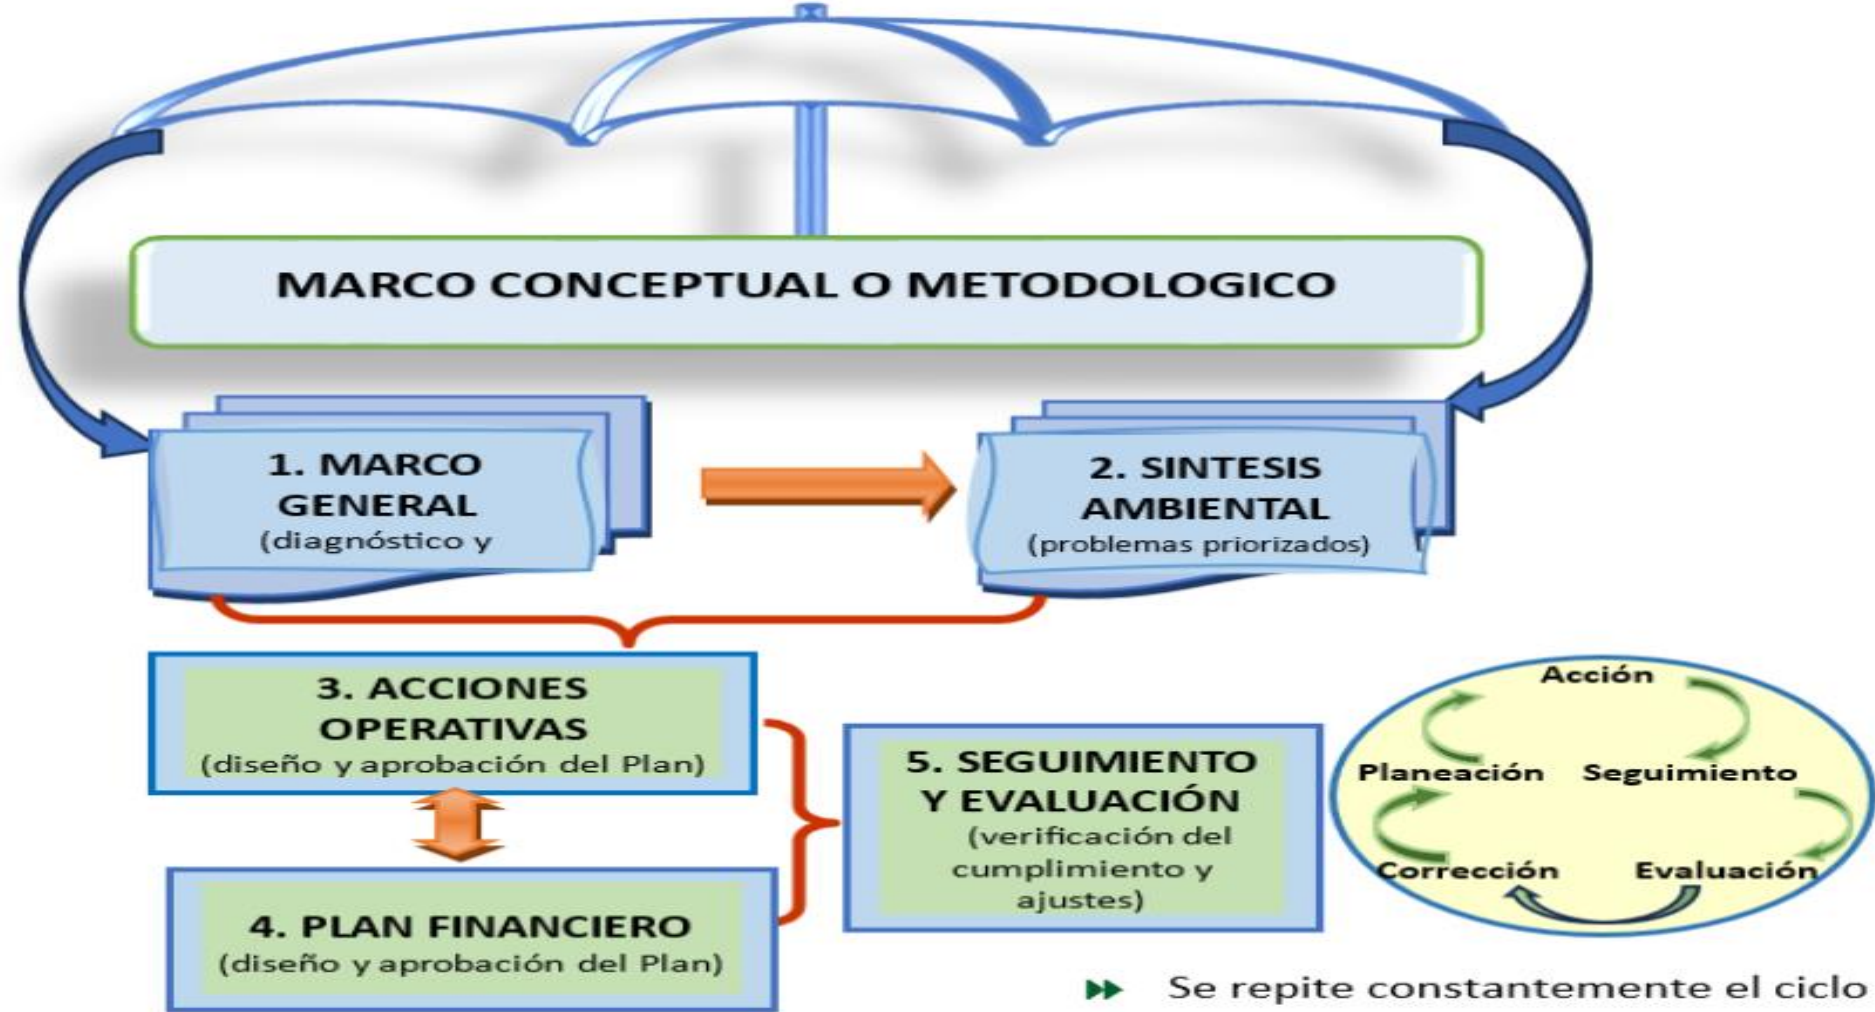 MARCO CONCEPTUAL O METODOLOGICO
1. MARCO
GENERAL
(diagnóstico y
2. SINTESIS
AMBIENTAL
(problemas priorizados)
3. ACCIONES
OPERATIVAS
(diseño y aprobación del Plan)
4. PLAN FINANCIERO
(diseño y aprobación del Plan)
5. SEGUIMIENTO
Y EVALUACIÓN
(verificación del
cumplimiento y
ajustes)
Acción
Planeación
Seguimiento
Corrección
Evaluación
Se repite constantemente el ciclo